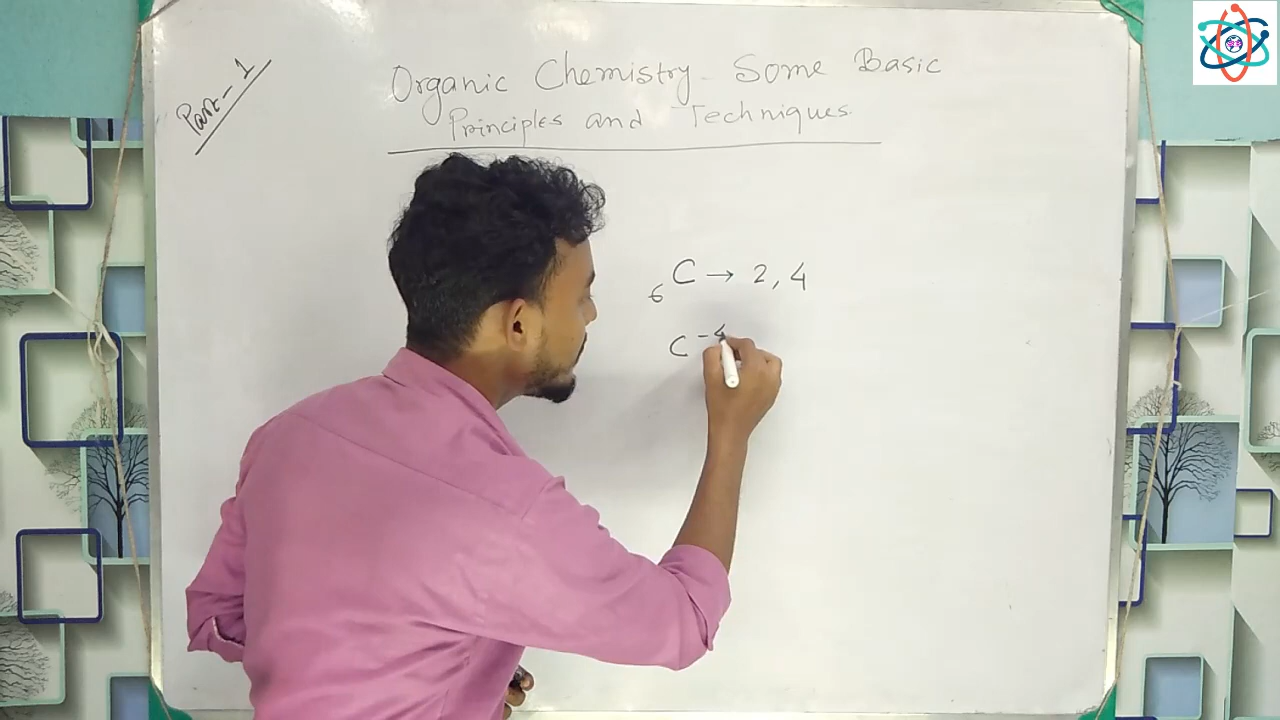 Part-1
Organic Chemistry - Some Basic
Principles and Techniques.
₆C → 2, 4
C⁻⁴